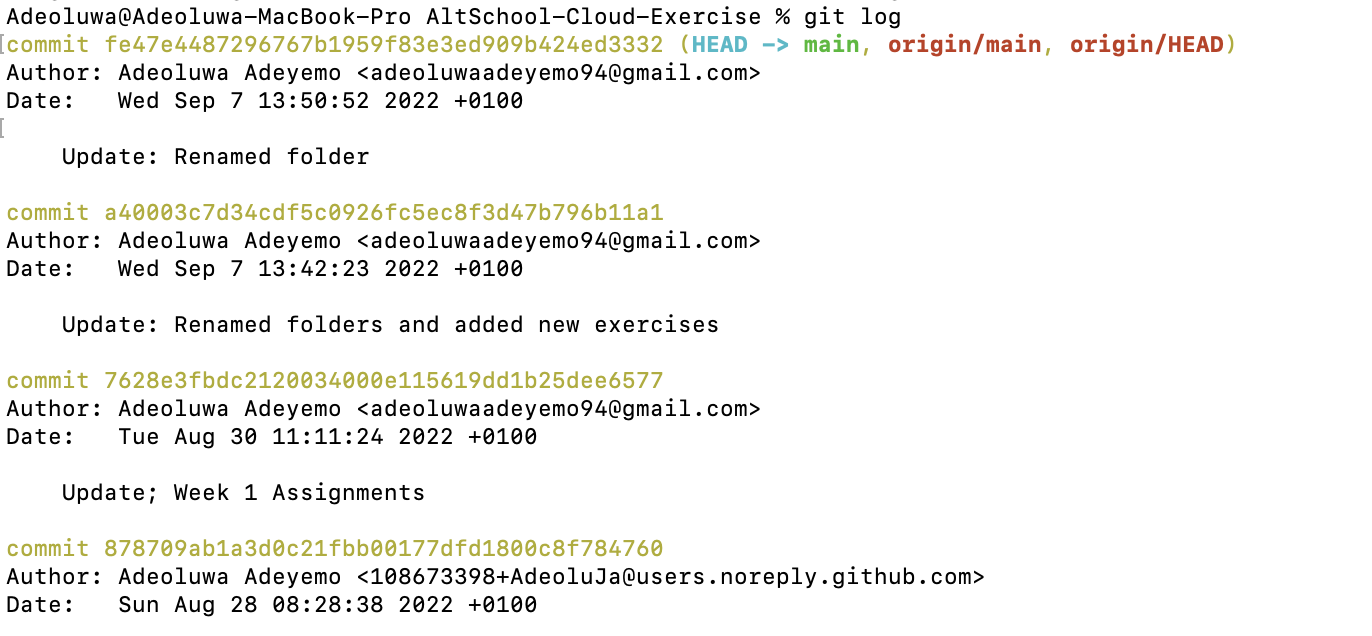 Adeoluwa@Adeoluwa-MacBook-Pro AltSchool-Cloud-Exercise % git log
commit fe47e4487296767b1959f83e3ed909b424ed3332 (HEAD -> main, origin/main, origin/HEAD)
Author: Adeoluwa Adeyemo <adeoluwaadeyemo94@gmail.com>
Date:   Wed Sep 7 13:50:52 2022 +0100
    Update: Renamed folder
commit a40003c7d34cdf5c0926fc5ec8f3d47b796b11a1
Author: Adeoluwa Adeyemo <adeoluwaadeyemo94@gmail.com>
Date:   Wed Sep 7 13:42:23 2022 +0100
    Update: Renamed folders and added new exercises
commit 7628e3fbdc2120034000e115619dd1b25dee6577
Author: Adeoluwa Adeyemo <adeoluwaadeyemo94@gmail.com>
Date:   Tue Aug 30 11:11:24 2022 +0100
    Update; Week 1 Assignments
commit 878709ab1a3d0c21fbb00177dfd1800c8f784760
Author: Adeoluwa Adeyemo <108673398+AdeoluJa@users.noreply.github.com>
Date:   Sun Aug 28 08:28:38 2022 +0100